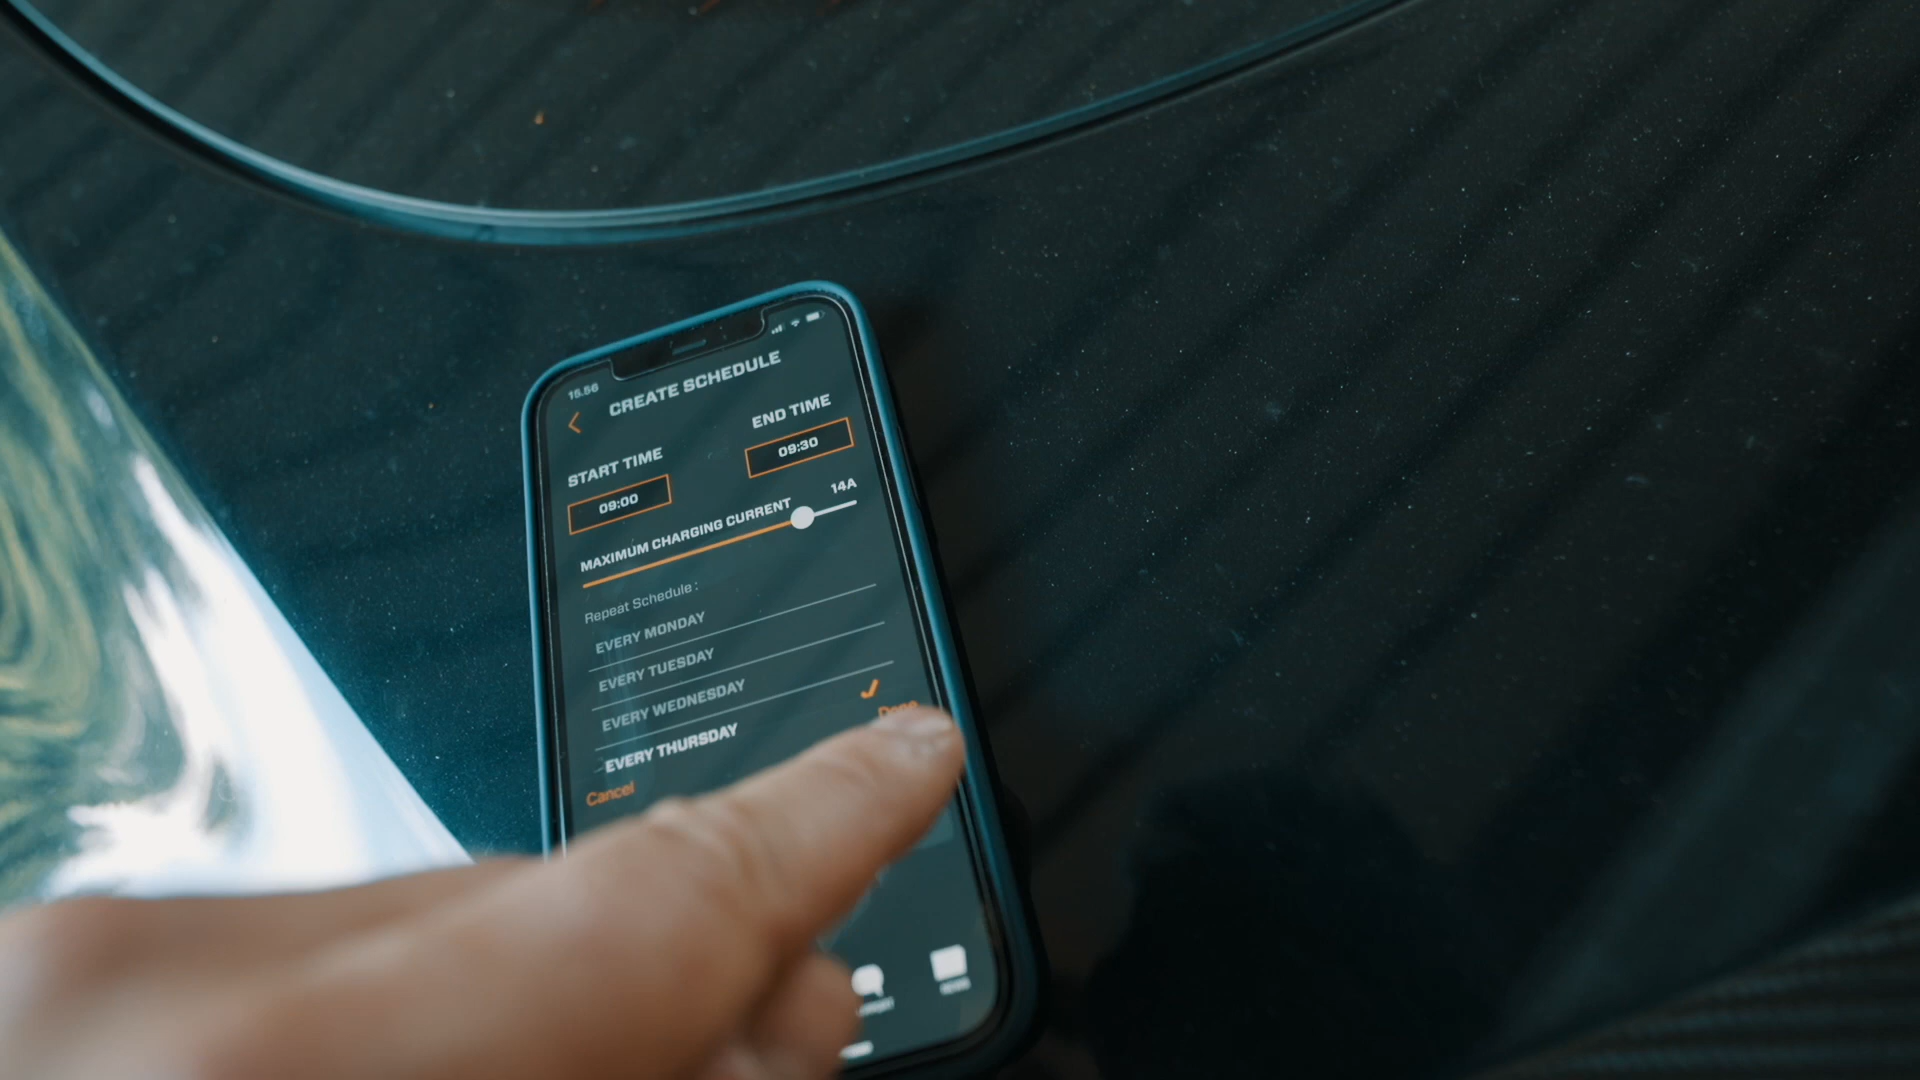 15.56
CREATE SCHEDULE
START TIME
END TIME
09:00
09:30
MAXIMUM CHARGING CURRENT
14A
Repeat Schedule :
EVERY MONDAY
EVERY TUESDAY
EVERY WEDNESDAY
EVERY THURSDAY
Cancel
Done